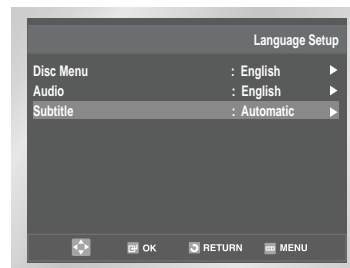 Language Setup
Disc Menu : English
Audio : English
Subtitle : Automatic
OK RETURN MENU